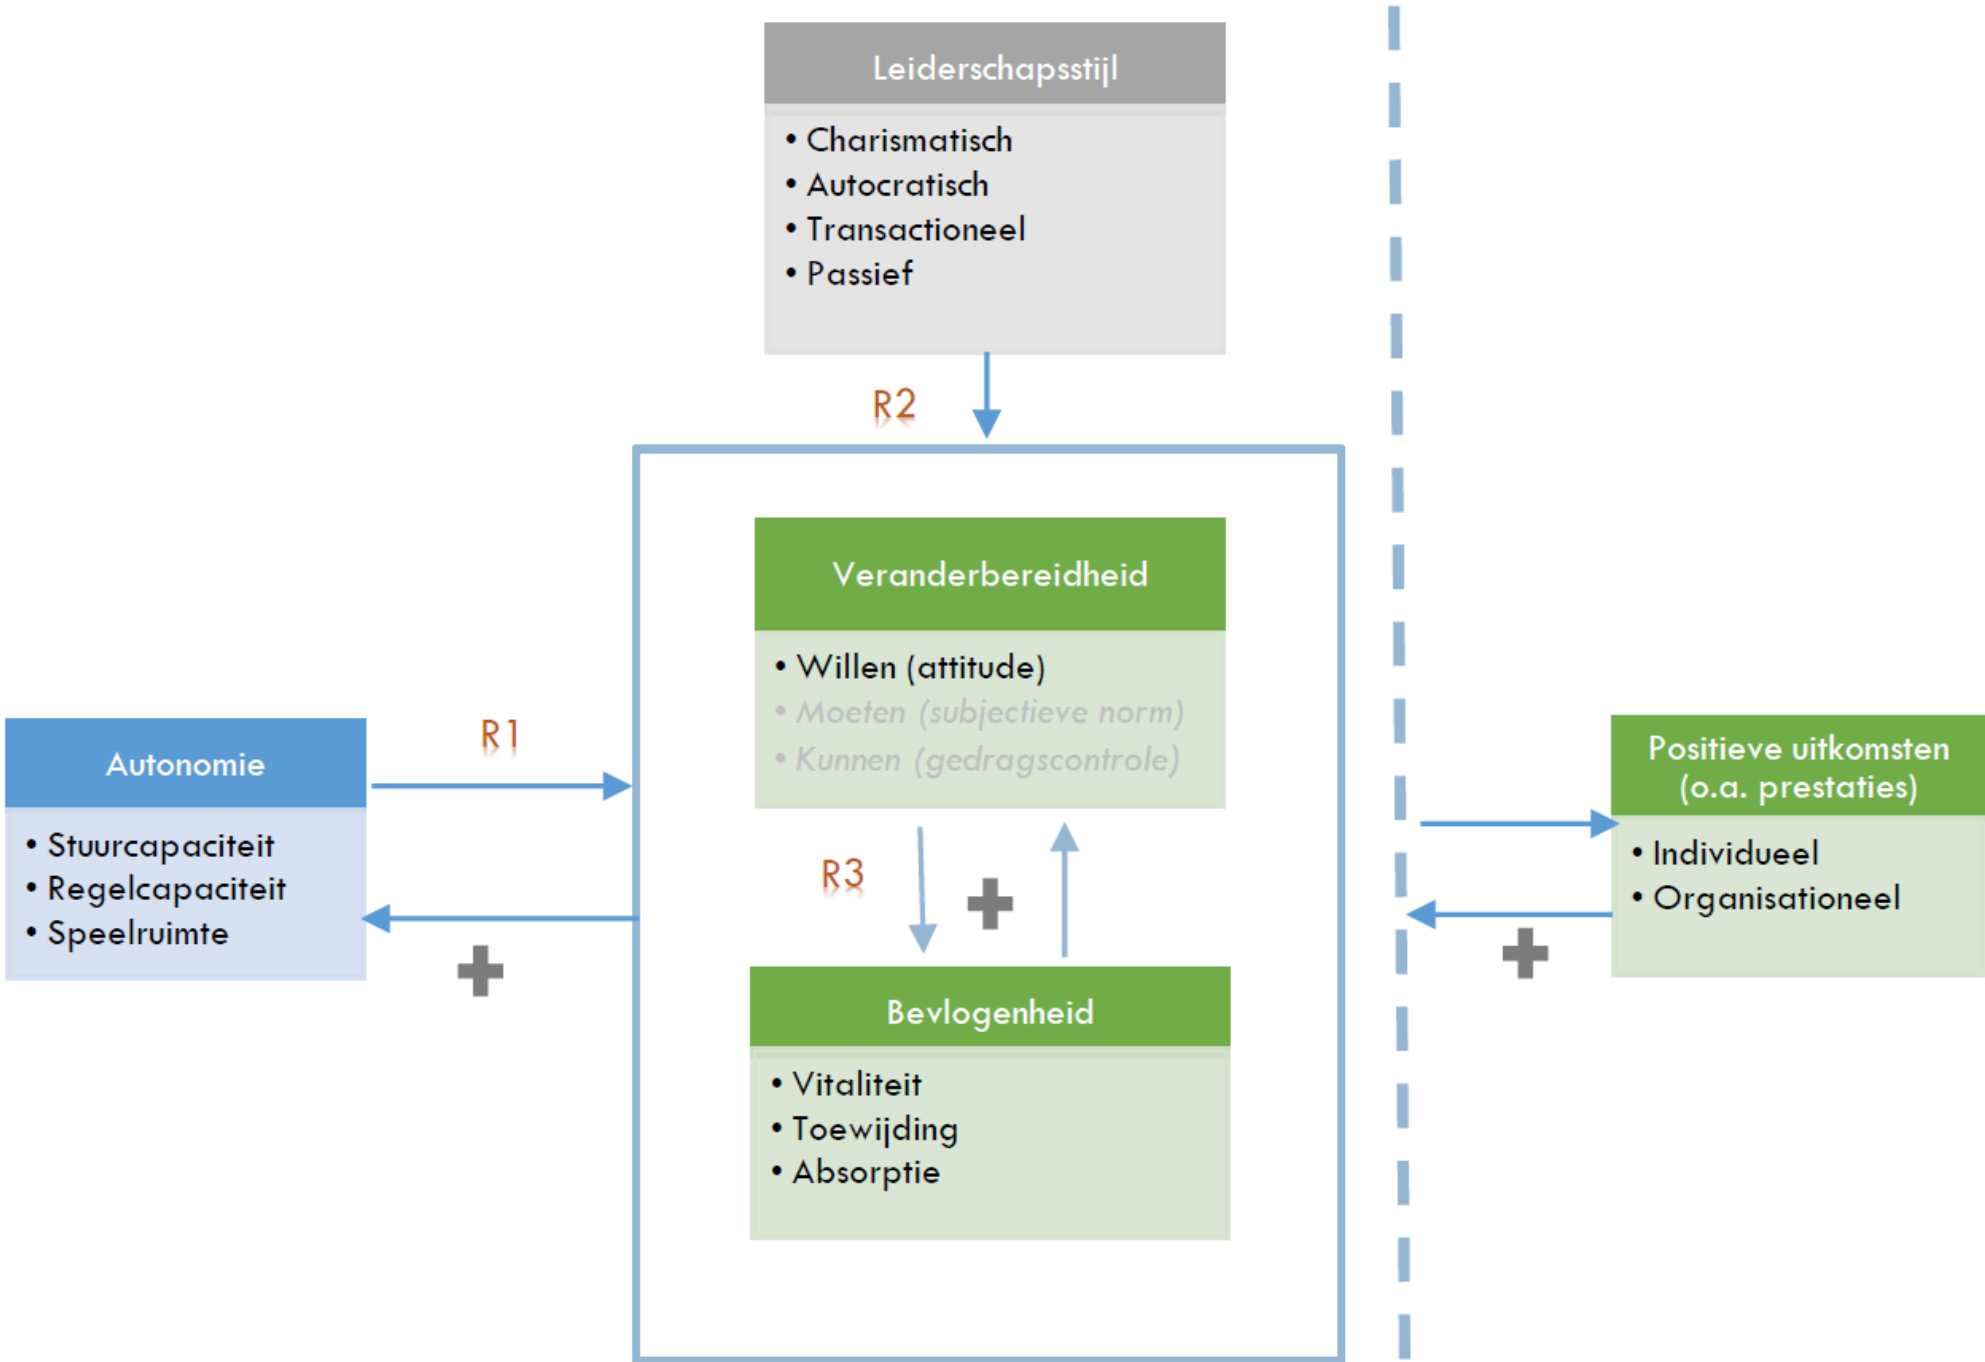 Leiderschapsstijl
• Charismatisch
• Autocratisch
• Transactioneel
• Passief
R2
Veranderbereidheid
• Willen (attitude)
• Moeten (subjectieve norm)
• Kunnen (gedragscontrole)
R1
Autonomie
• Stuurcapaciteit
• Regelcapaciteit
• Speelruimte
R3
Bevlogenheid
• Vitaliteit
• Toewijding
• Absorptie
Positieve uitkomsten
(o.a. prestaties)
• Individueel
• Organisationeel